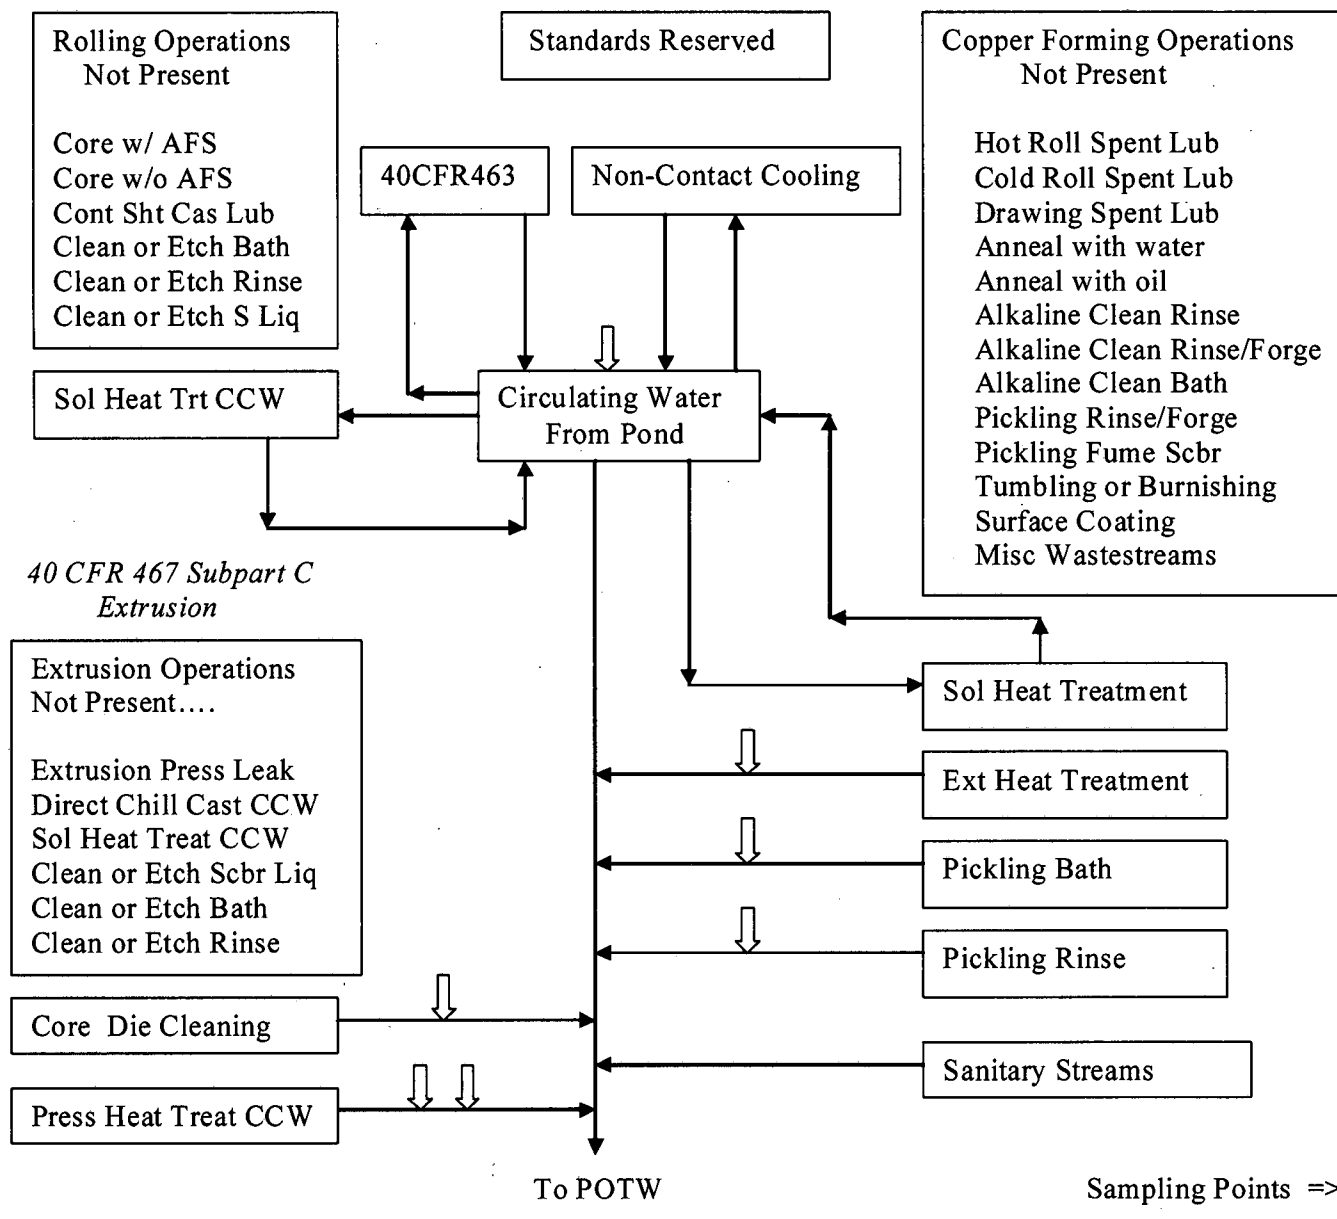 Rolling Operations
Not Present
Core w/ AFS
Core w/o AFS
Cont Sht Cas Lub
Clean or Etch Bath
Clean or Etch Rinse
Clean or Etch S Liq
Standards Reserved
40CFR463
Non-Contact Cooling
Copper Forming Operations
Not Present
Hot Roll Spent Lub
Cold Roll Spent Lub
Drawing Spent Lub
Anneal with water
Anneal with oil
Alkaline Clean Rinse
Alkaline Clean Rinse/Forge
Alkaline Clean Bath
Pickling Rinse/Forge
Pickling Fume Scbr
Tumbling or Burnishing
Surface Coating
Misc Wastestreams
Sol Heat Trt CCW
Circulating Water
From Pond
40 CFR 467 Subpart C
Extrusion
Extrusion Operations
Not Present....
Extrusion Press Leak
Direct Chill Cast CCW
Sol Heat Treat CCW
Clean or Etch Scbr Liq
Clean or Etch Bath
Clean or Etch Rinse
Sol Heat Treatment
Ext Heat Treatment
Pickling Bath
Pickling Rinse
Core Die Cleaning
Sanitary Streams
Press Heat Treat CCW
To POTW
Sampling Points =>